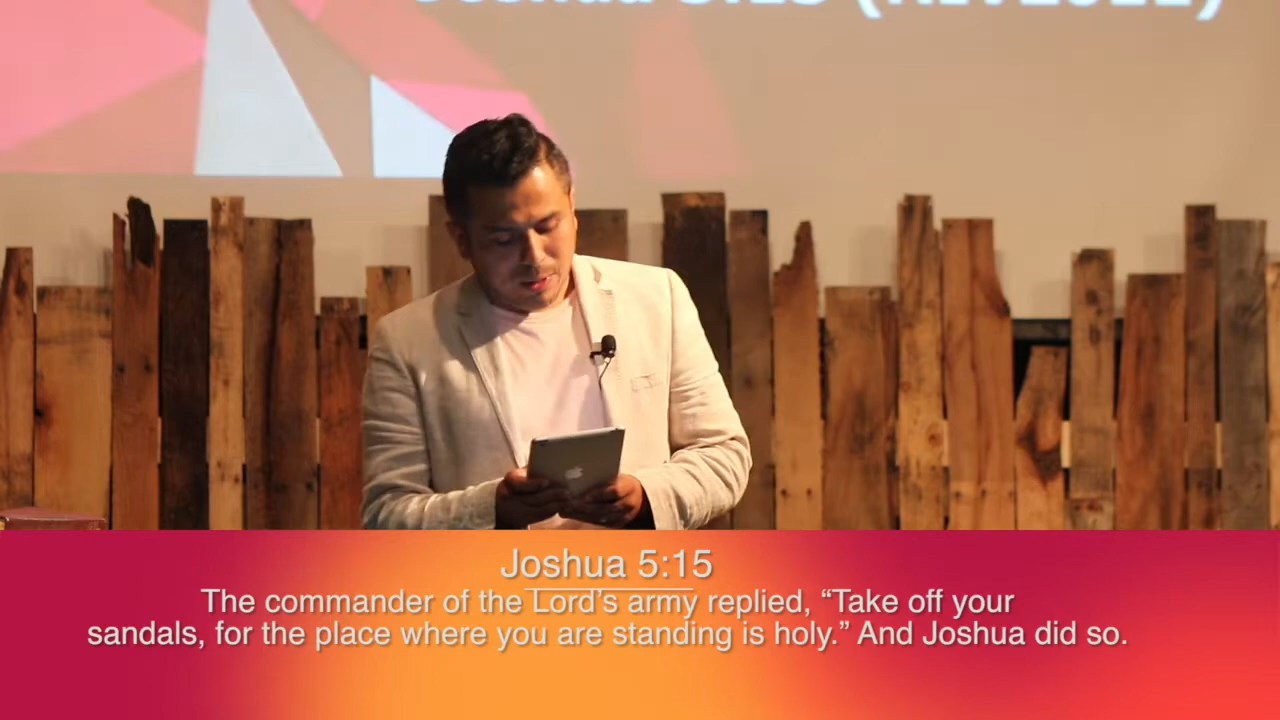 Joshua 5:15
The commander of the Lord’s army replied, “Take off your
sandals, for the place where you are standing is holy.” And Joshua did so.